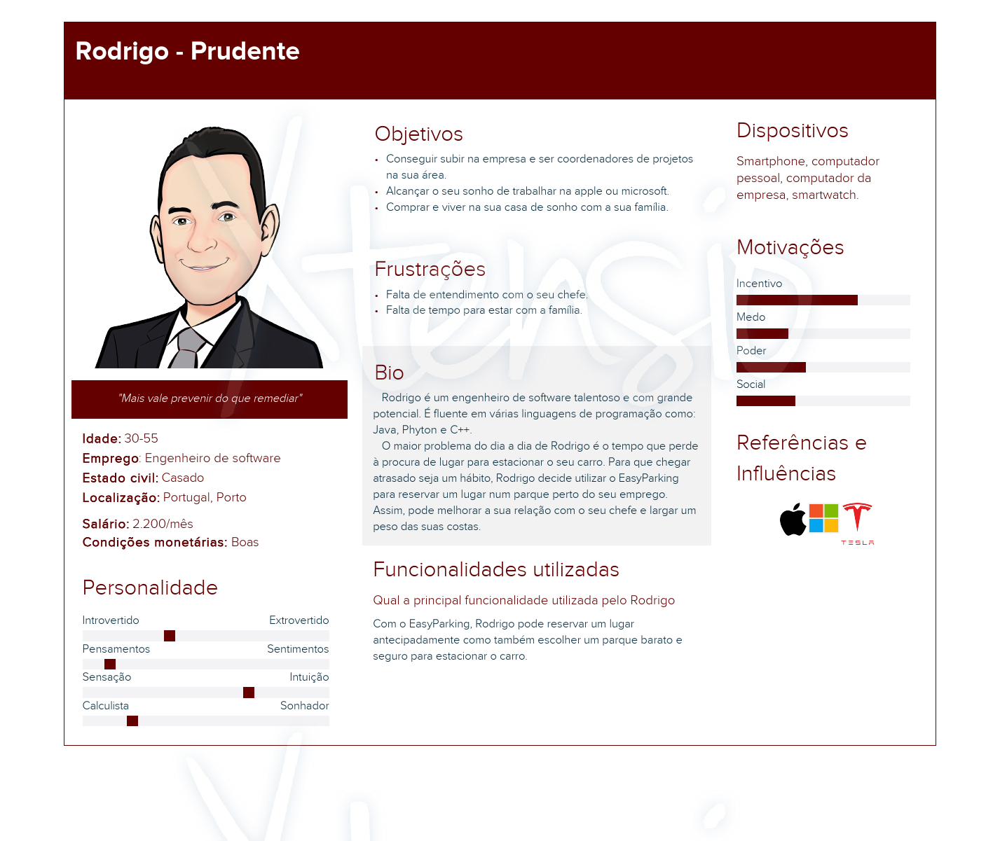 Rodrigo - Prudente
"Mais vale prevenir do que remediar"
Idade: 30-55
Emprego: Engenheiro de software
Estado civil: Casado
Localização: Portugal, Porto
Salário: 2.200/mês
Condições monetárias: Boas
Personalidade
Introvertido Extrovertido
Pensamentos Sentimentos
Sensação Intuição
Calculista Sonhador
Objetivos
• Conseguir subir na empresa e ser coordenadores de projetos
na sua área.
• Alcançar o seu sonho de trabalhar na apple ou microsoft.
• Comprar e viver na sua casa de sonho com a sua família.
Frustrações
• Falta de entendimento com o seu chefe.
• Falta de tempo para estar com a família.
Bio
Rodrigo é um engenheiro de software talentoso e com grande
potencial. É fluente em várias linguagens de programação como:
Java, Phyton e C++.
O maior problema do dia a dia de Rodrigo é o tempo que perde
à procura de lugar para estacionar o seu carro. Para que chegar
atrasado seja um hábito, Rodrigo decide utilizar o EasyParking
para reservar um lugar num parque perto do seu emprego.
Assim, pode melhorar a sua relação com o seu chefe e largar um
peso das suas costas.
Funcionalidades utilizadas
Qual a principal funcionalidade utilizada pelo Rodrigo
Com o EasyParking, Rodrigo pode reservar um lugar
antecipadamente como também escolher um parque barato e
seguro para estacionar o carro.
Dispositivos
Smartphone, computador
pessoal, computador da
empresa, smartwatch.
Motivações
Incentivo
Medo
Poder
Social
Referências e
Influências
TESLA
Xtensio